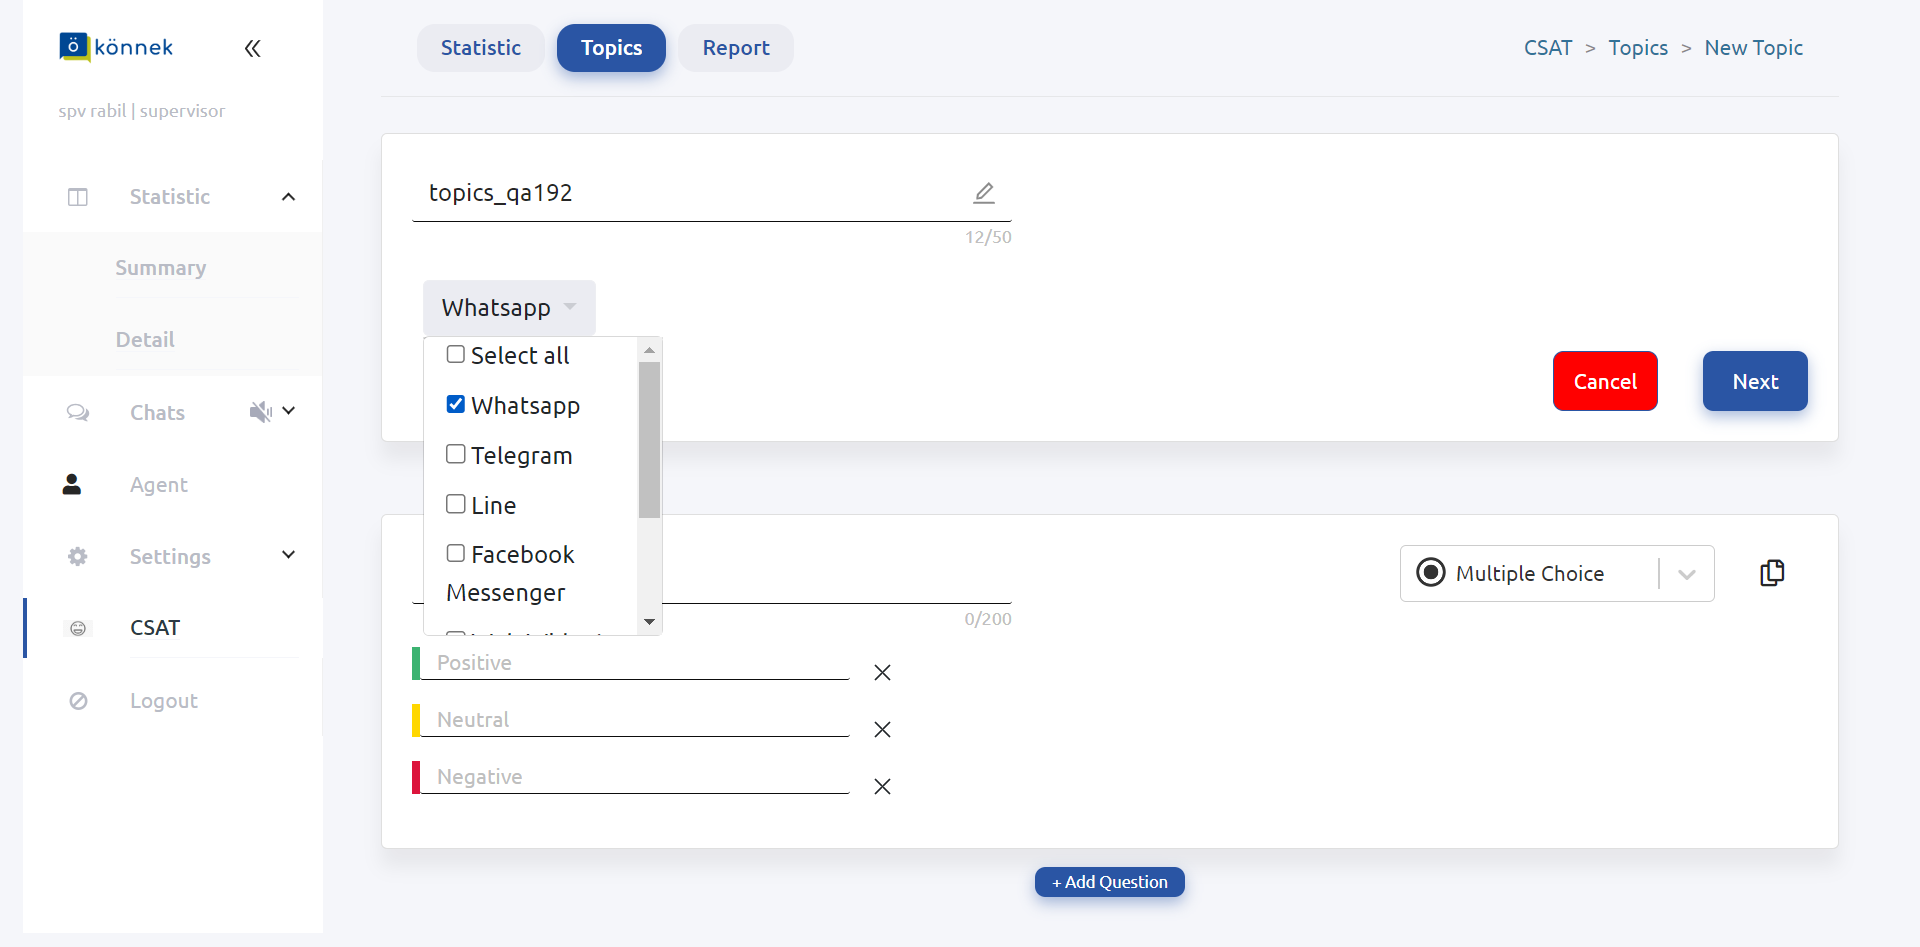 könnek
spv rabil | supervisor
Statistic
Summary
Detail
Chats
Agent
Settings
CSAT
Logout
Statistic
Topics
Report
CSAT > Topics > New Topic
topics_qa192
12/50
Whatsapp
Select all
Whatsapp
Telegram
Line
Facebook
Messenger
Cancel
Next
Multiple Choice
0/200
Positive
Neutral
Negative
+ Add Question